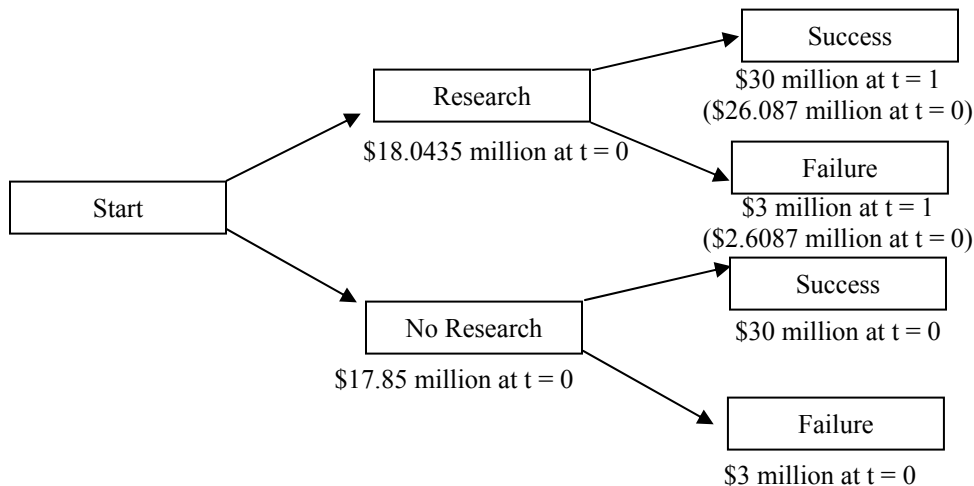 Success
$30 million at t = 1
($26.087 million at t = 0)
Research
$18.0435 million at t = 0
Failure
$3 million at t = 1
($2.6087 million at t = 0)
Start
Success
$30 million at t = 0
No Research
$17.85 million at t = 0
Failure
$3 million at t = 0